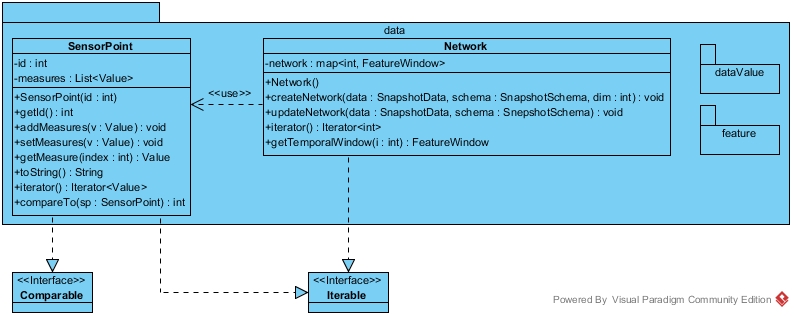 data
SensorPoint
-id : int
-measures : List<Value>
+SensorPoint(id : int)
+getId() : int
+addMeasures(v : Value) : void
+setMeasures(v : Value) : void
+getMeasure(index : int) : Value
+toString() : String
+iterator() : Iterator<Value>
+compareTo(sp : SensorPoint) : int
<<use>>
Network
-network : map<int, FeatureWindow>
+Network()
+createNetwork(data : SnapshotData, schema : SnapshotSchema, dim : int) : void
+updateNetwork(data : SnapshotData, schema : SnepshotSchema) : void
+iterator() : Iterator<int>
+getTemporalWindow(i : int) : FeatureWindow
dataValue
feature
<<Interface>>
Comparable
<<Interface>>
Iterable
Powered By Visual Paradigm Community Edition